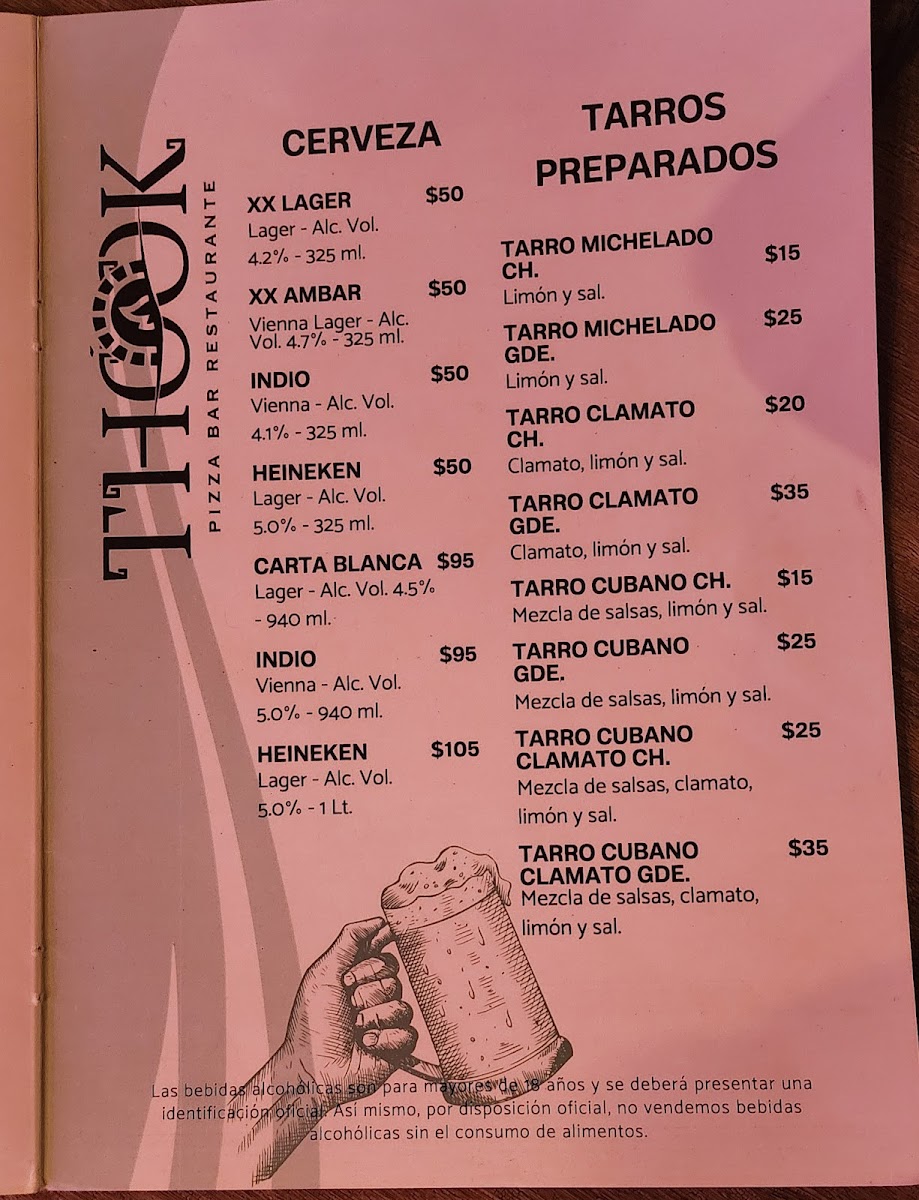 THOOK
PIZZA BAR RESTAURANTE
CERVEZA
XX LAGER $50
Lager - Alc. Vol.
4.2% - 325 ml.
XX AMBAR $50
Vienna Lager - Alc.
Vol. 4.7% - 325 ml.
INDIO $50
Vienna - Alc. Vol.
4.1% - 325 ml.
HEINEKEN $50
Lager - Alc. Vol.
5.0% - 325 ml.
CARTA BLANCA $95
Lager - Alc. Vol. 4.5%
- 940 ml.
INDIO $95
Vienna - Alc. Vol.
5.0% - 940 ml.
HEINEKEN $105
Lager - Alc. Vol.
5.0% - 1 Lt.
TARROS
PREPARADOS
TARRO MICHELADO
CH. $15
Limón y sal.
TARRO MICHELADO $25
GDE.
Limón y sal.
TARRO CLAMATO $20
CH.
Clamato, limón y sal.
TARRO CLAMATO $35
GDE.
Clamato, limón y sal.
TARRO CUBANO CH. $15
Mezcla de salsas, limón y sal.
TARRO CUBANO $25
GDE.
Mezcla de salsas, limón y sal.
TARRO CUBANO $25
CLAMATO CH.
Mezcla de salsas, clamato,
limón y sal.
TARRO CUBANO $35
CLAMATO GDE.
Mezcla de salsas, clamato,
limón y sal.
Las bebidas alcohólicas son para mayores de 18 años y se deberá presentar una
identificación oficial. Así mismo, por disposición oficial, no vendemos bebidas
alcohólicas sin el consumo de alimentos.